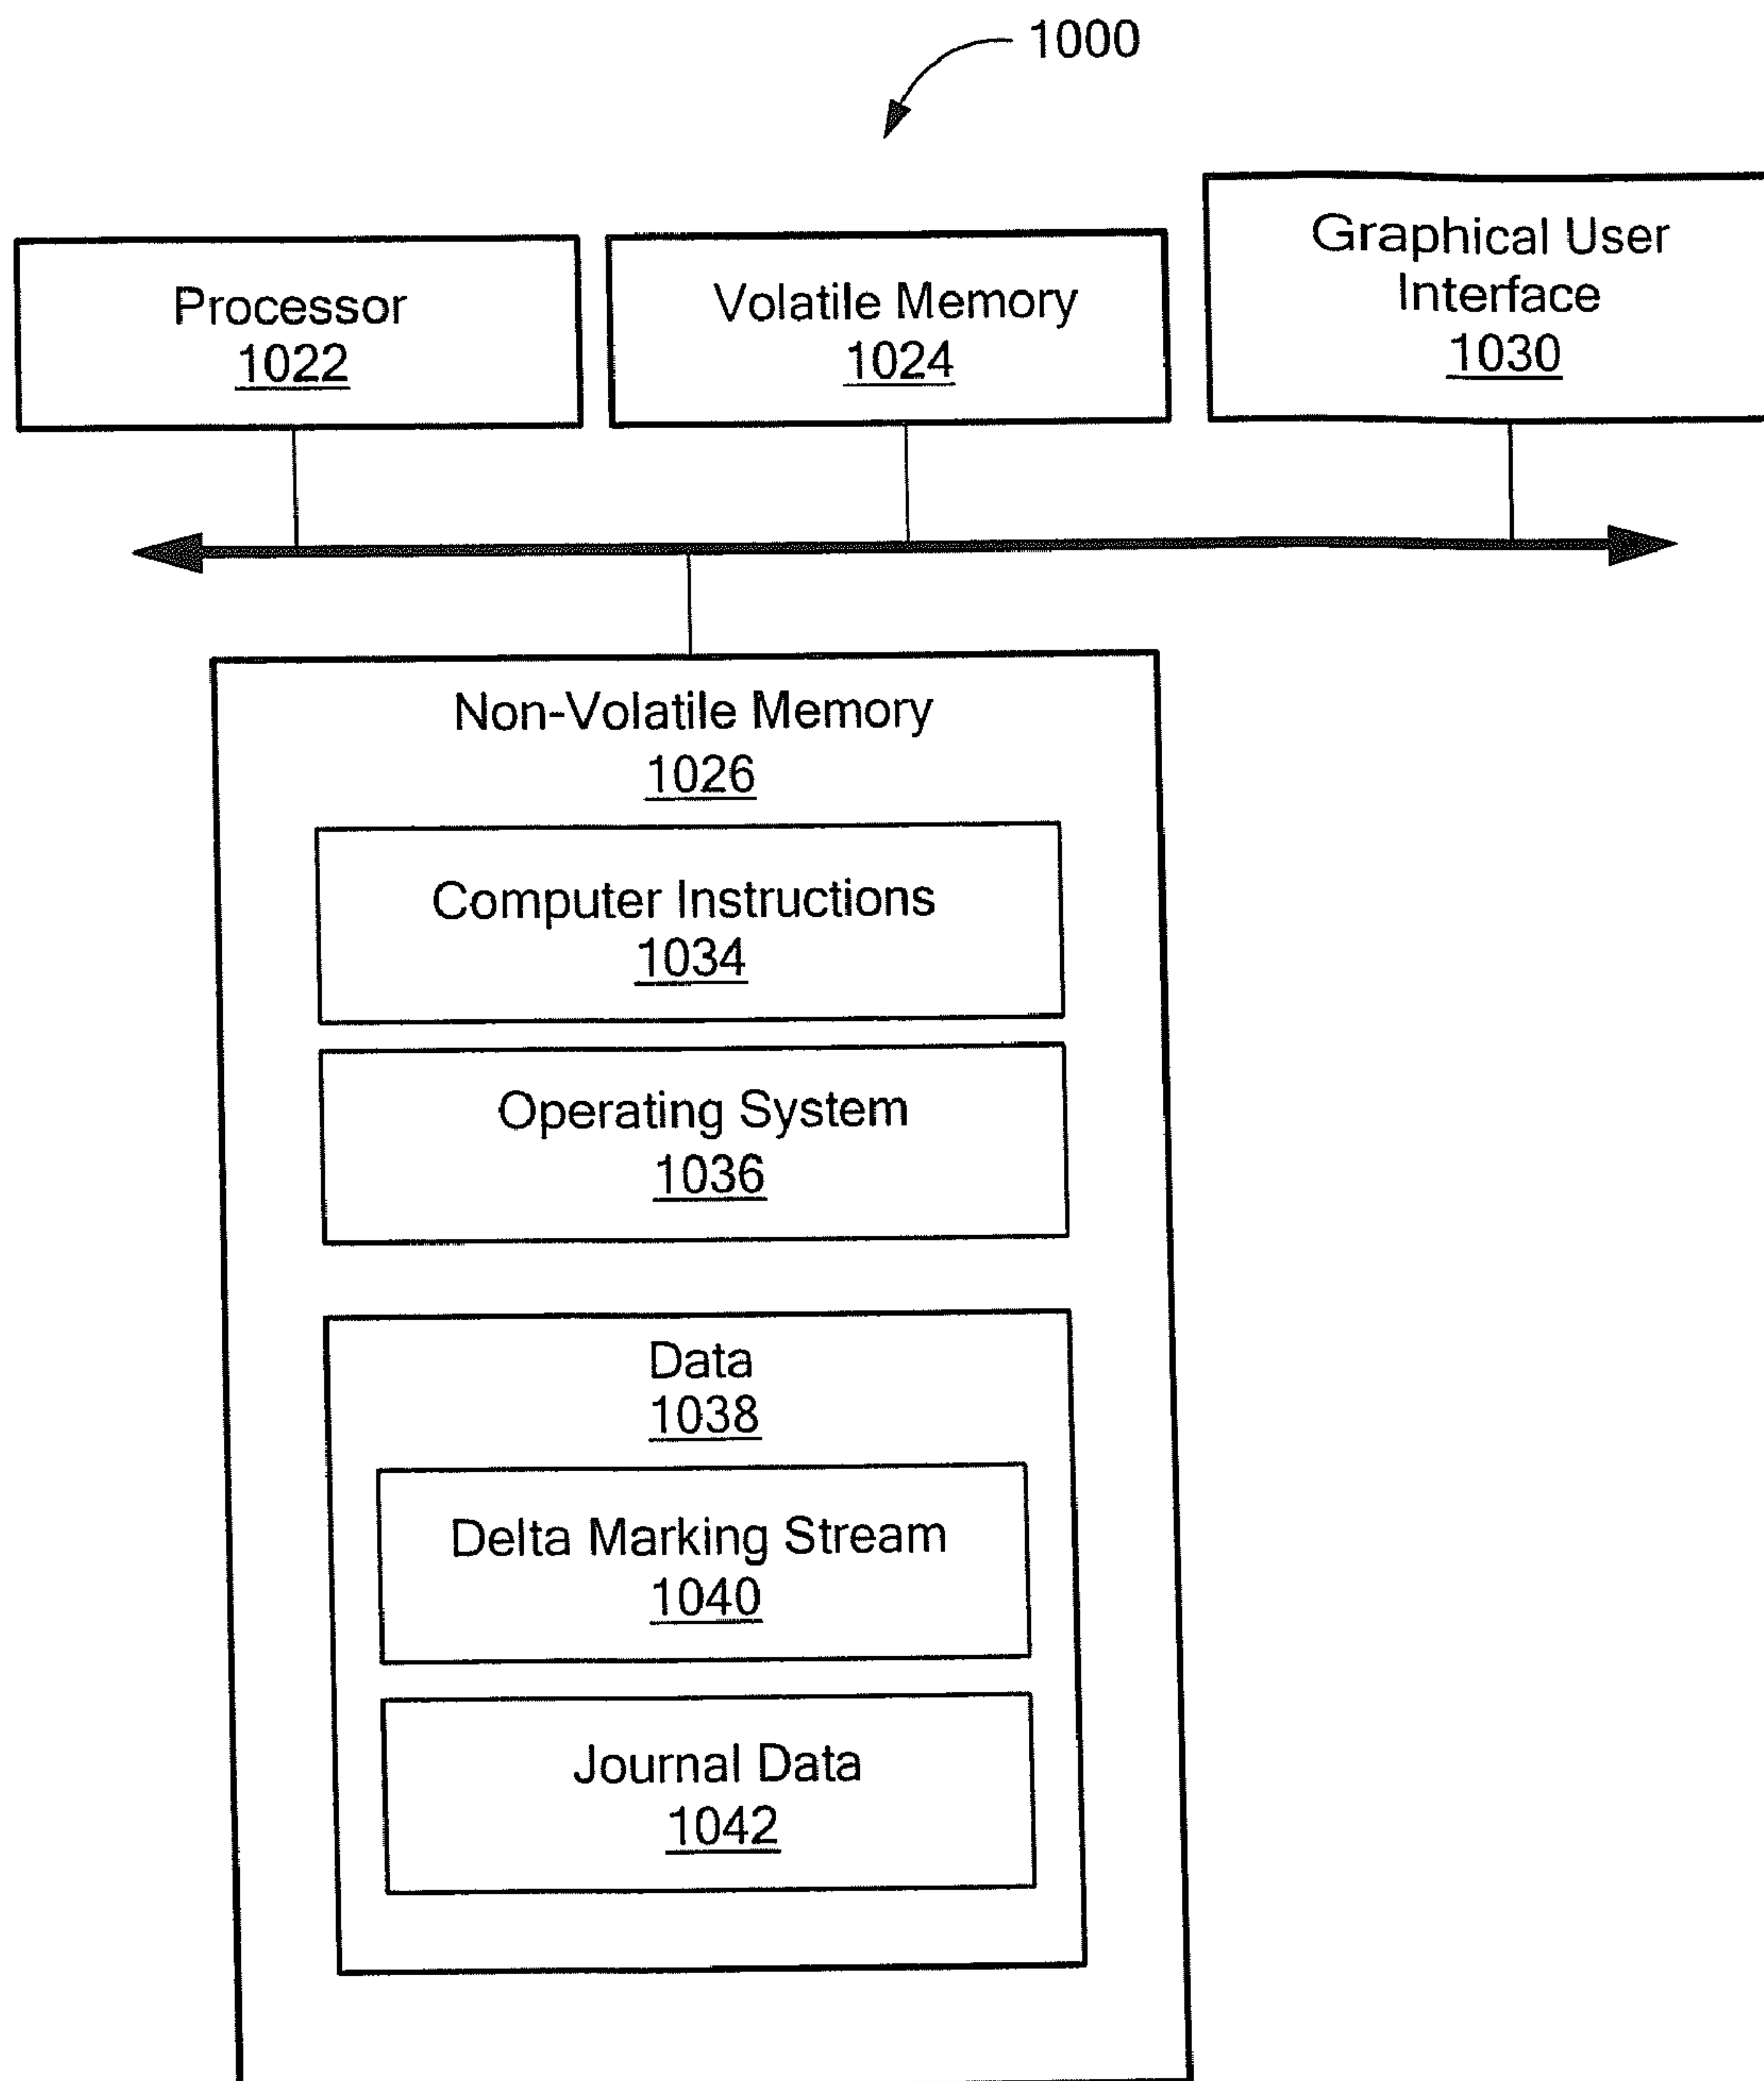 1000
Processor
1022
Volatile Memory
1024
Graphical User
Interface
1030
Non-Volatile Memory
1026
Computer Instructions
1034
Operating System
1036
Data
1038
Delta Marking Stream
1040
Journal Data
1042